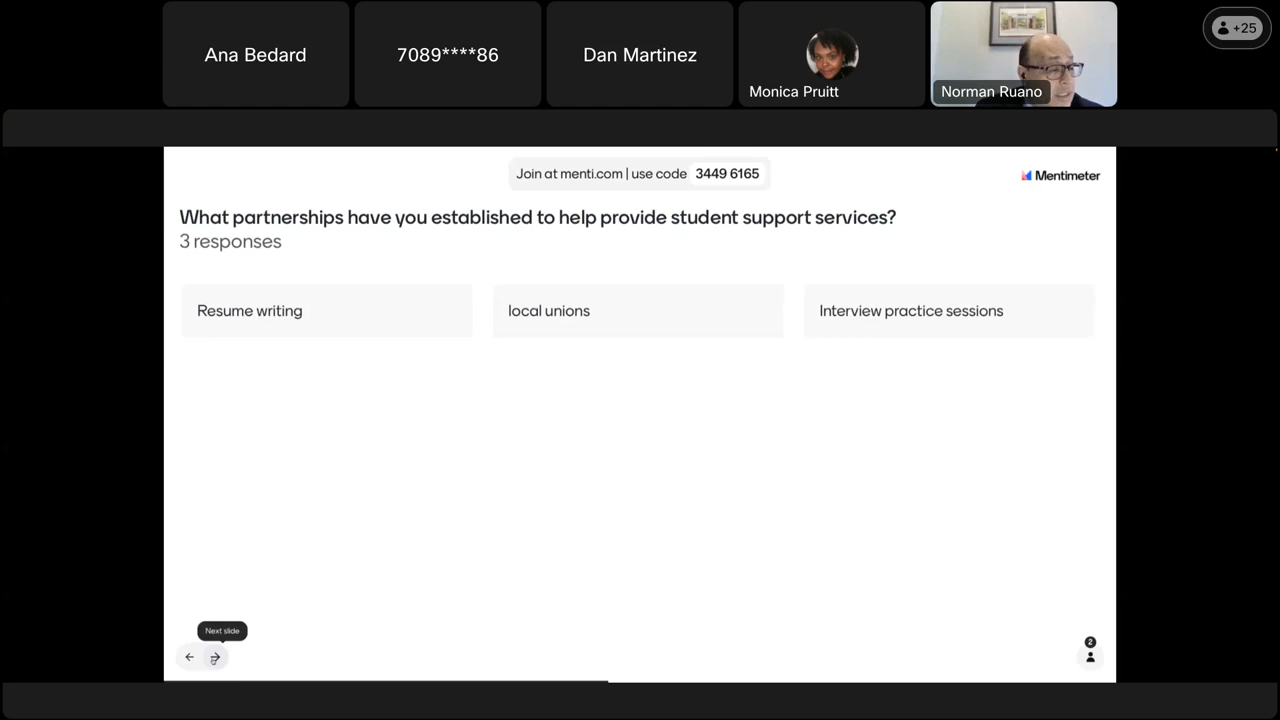 Ana Bedard
7089****86
Dan Martinez
Monica Pruitt
Norman Ruano
+25
Join at menti.com | use code 3449 6165
Mentimeter
What partnerships have you established to help provide student support services?
3 responses
Resume writing
local unions
Interview practice sessions
Next slide
2